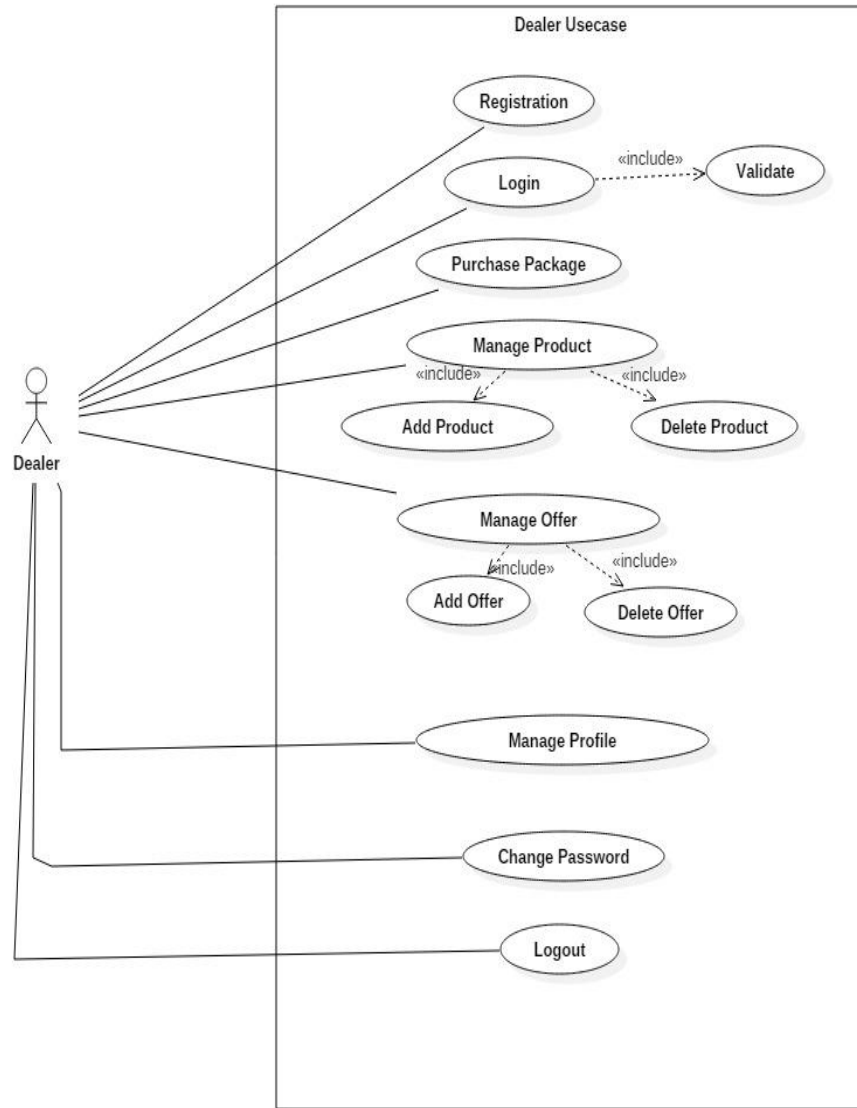 Dealer Usecase
Registration
Login
«include»
Validate
Purchase Package
Manage Product
«include»
«include»
Add Product
Delete Product
Dealer
Manage Offer
«include»
«include»
Add Offer
Delete Offer
Manage Profile
Change Password
Logout